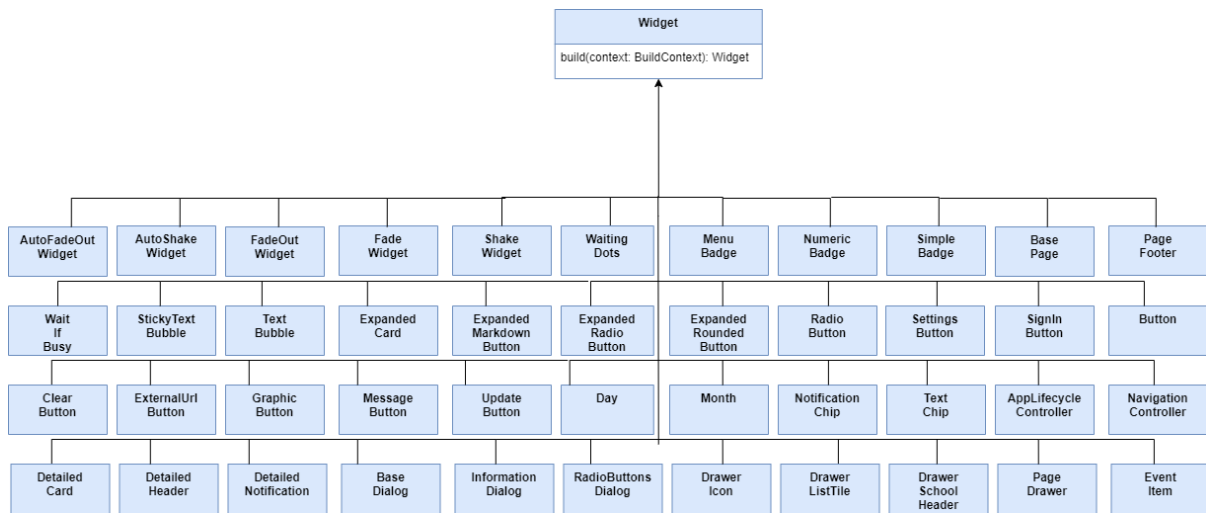 Widget
build(context: BuildContext): Widget
AutoFadeOut
Widget
AutoShake
Widget
FadeOut
Widget
Fade
Widget
Shake
Widget
Waiting
Dots
Menu
Badge
Numeric
Badge
Simple
Badge
Base
Page
Page
Footer
Wait
If
Busy
StickyText
Bubble
Text
Bubble
Expanded
Card
Expanded
Markdown
Button
Expanded
Radio
Button
Expanded
Rounded
Button
Radio
Button
Settings
Button
SignIn
Button
Button
Clear
Button
ExternalUrl
Button
Graphic
Button
Message
Button
Update
Button
Day
Month
Notification
Chip
Text
Chip
AppLifecycle
Controller
Navigation
Controller
Detailed
Card
Detailed
Header
Detailed
Notification
Base
Dialog
Information
Dialog
RadioButtons
Dialog
Drawer
Icon
Drawer
ListTile
Drawer
School
Header
Page
Drawer
Event
Item